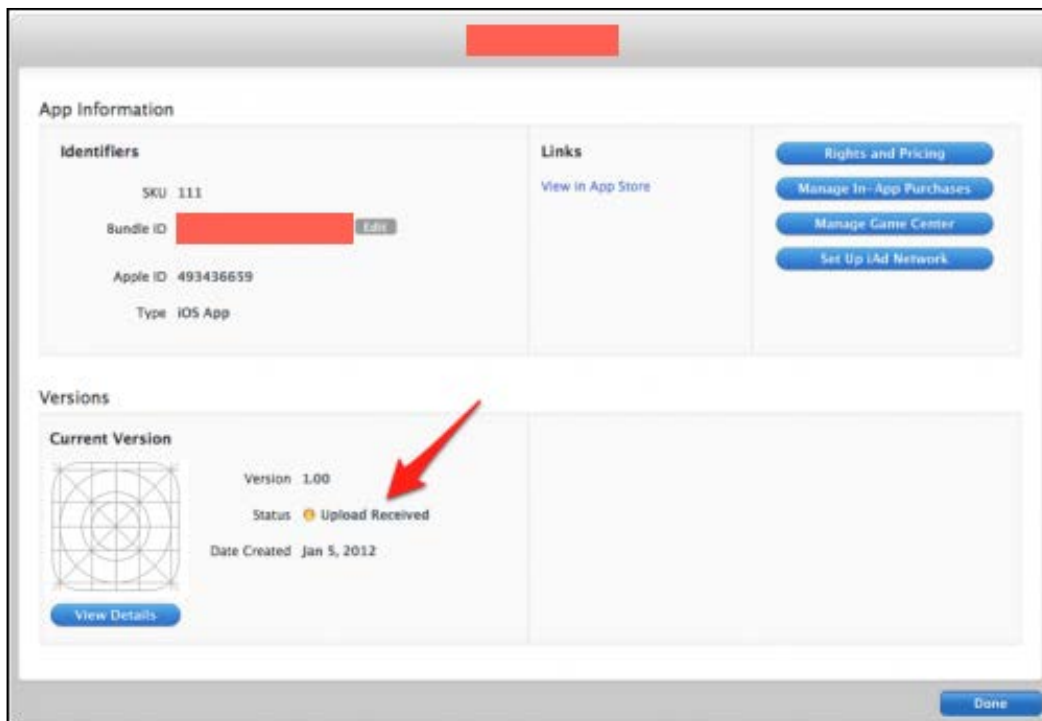 App Information
Identifiers
SKU 111
Bundle ID Edit
Apple ID 493436659
Type iOS App
Links
View in App Store
Rights and Pricing
Manage In-App Purchases
Manage Game Center
Set Up iAd Network
Versions
Current Version
Version 1.00
Status Upload Received
Date Created Jan 5, 2012
View Details
Done